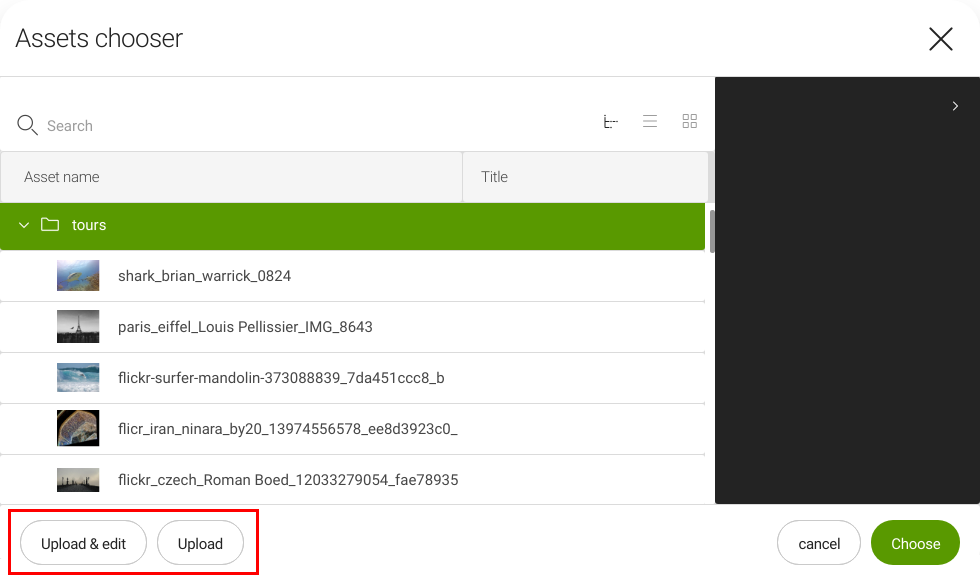 Assets chooser
Search
Asset name Title
tours
shark_brian_warrick_0824
paris_eiffel_Louis Pellissier_IMG_8643
flickr-surfer-mandolin-373088839_7da451ccc8_b
flicr_iran_ninara_by20_13974556578_ee8d3923c0_
flickr_czech_Roman Boed_12033279054_fae78935
Upload & edit Upload cancel Choose